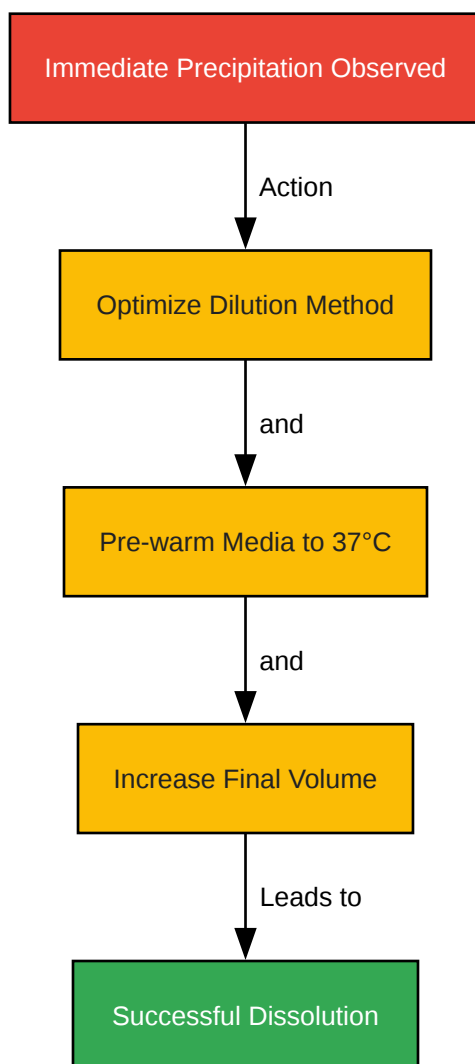 Immediate Precipitation Observed
Action
Optimize Dilution Method
and
Pre-warm Media to 37°C
and
Increase Final Volume
Leads to
Successful Dissolution